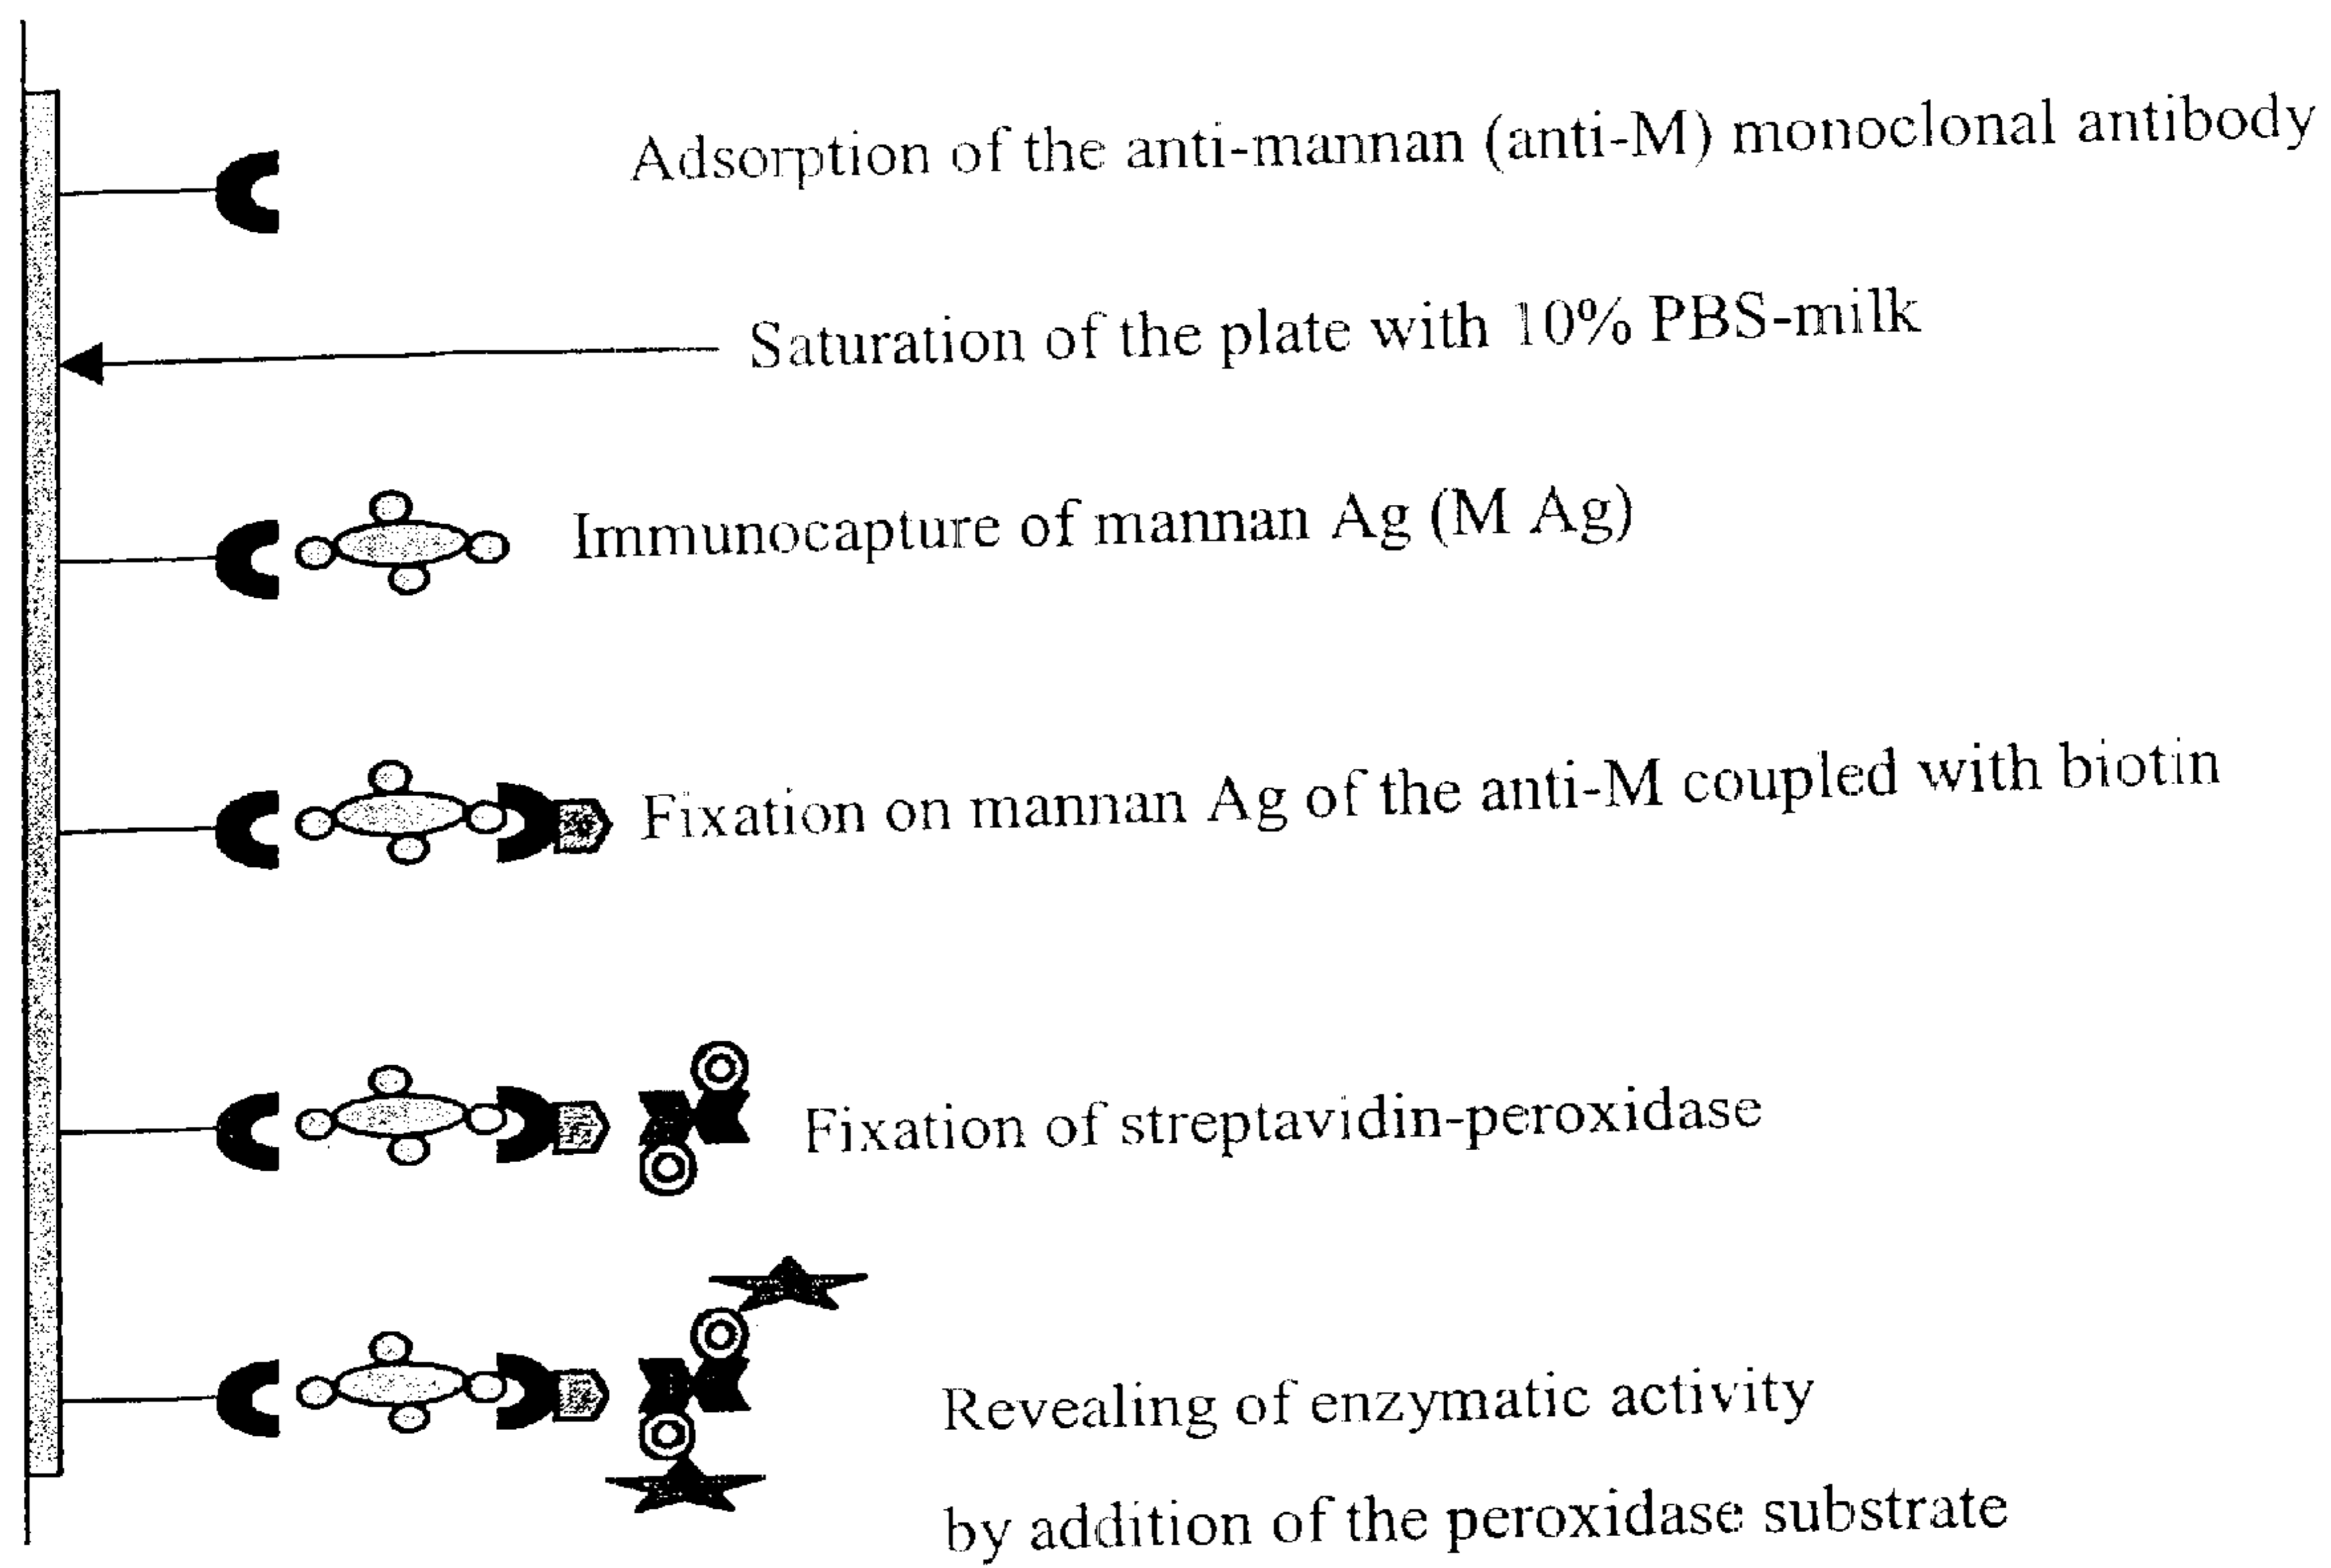 Adsorption of the anti-mannan (anti-M) monoclonal antibody
Saturation of the plate with 10% PBS-milk
Immunocapture of mannan Ag (M Ag)
Fixation on mannan Ag of the anti-M coupled with biotin
Fixation of streptavidin-peroxidase
Revealing of enzymatic activity
by addition of the peroxidase substrate